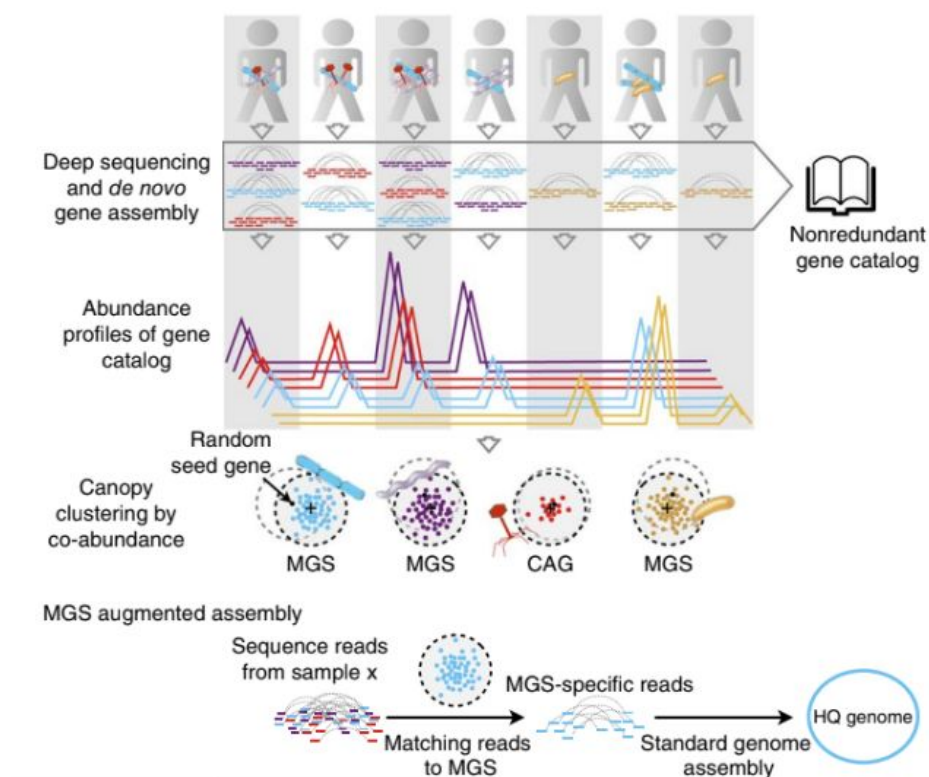 Deep sequencing
and de novo
gene assembly
Nonredundant
gene catalog
Abundance
profiles of gene
catalog
Random
seed gene
Canopy
clustering by
co-abundance
MGS
MGS
CAG
MGS
MGS augmented assembly
Sequence reads
from sample x
MGS-specific reads
HQ genome
Matching reads
to MGS
Standard genome
assembly